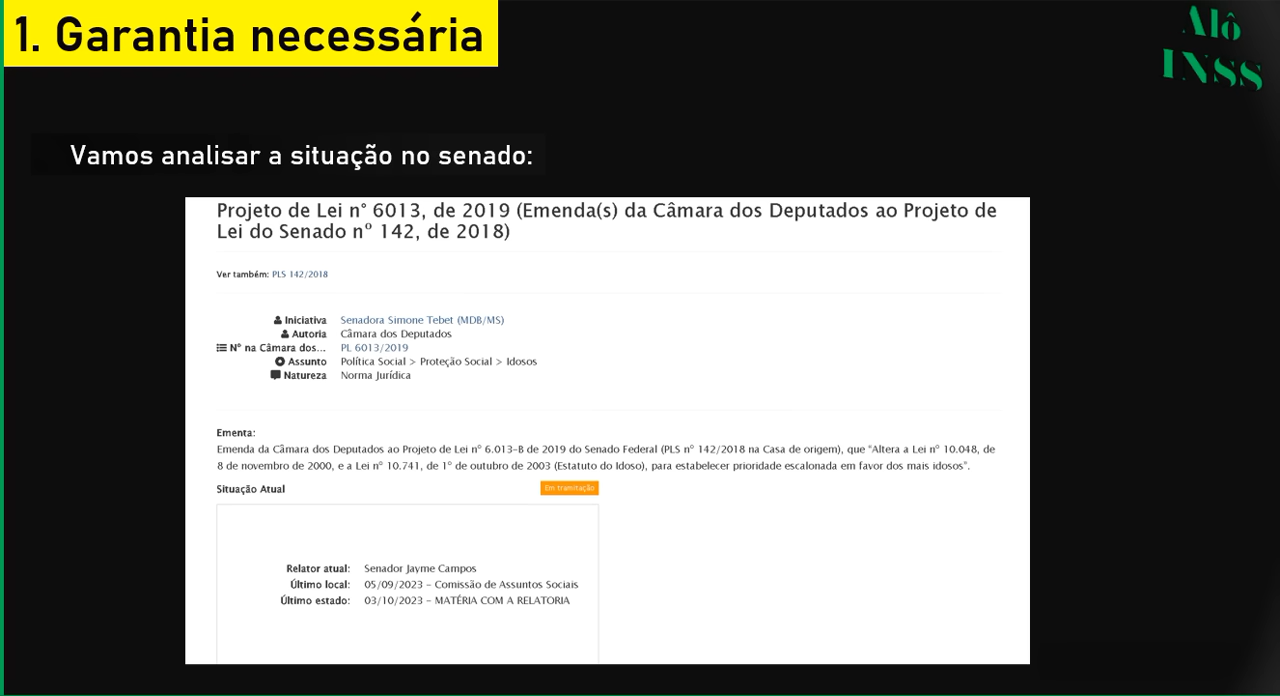 1. Garantia necessária
Alô
INSS
Vamos analisar a situação no senado:
Projeto de Lei n° 6013, de 2019 (Emenda(s) da Câmara dos Deputados ao Projeto de
Lei do Senado nº 142, de 2018)
Ver também: PLS 142/2018
Iniciativa Senadora Simone Tebet (MDB/MS)
Autoria Câmara dos Deputados
Nº na Câmara dos... PL 6013/2019
Assunto Política Social > Proteção Social > Idosos
Natureza Norma Jurídica
Ementa:
Emenda da Câmara dos Deputados ao Projeto de Lei nº 6.013-B de 2019 do Senado Federal (PLS nº 142/2018 na Casa de origem), que "Altera a Lei nº 10.048, de
8 de novembro de 2000, e a Lei nº 10.741, de 1º de outubro de 2003 (Estatuto do Idoso), para estabelecer prioridade escalonada em favor dos mais idosos".
Situação Atual Em tramitação
Relator atual: Senador Jayme Campos
Último local: 05/09/2023 - Comissão de Assuntos Sociais
Último estado: 03/10/2023 - MATÉRIA COM A RELATORIA